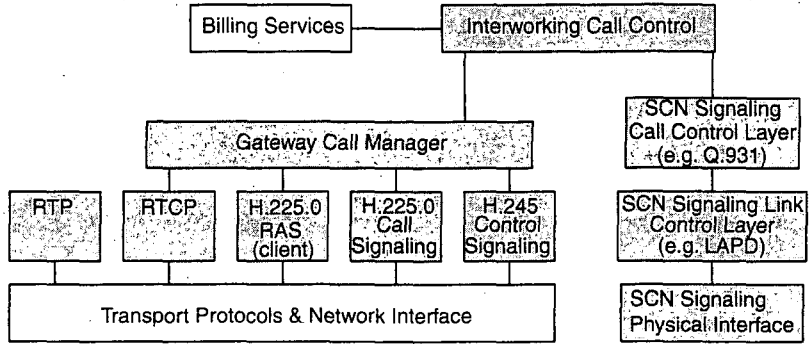 Billing Services
Interworking Call Control
Gateway Call Manager
SCN Signaling
Call Control Layer
(e.g. Q.931)
RTP
RTCP
H.225.0
RAS
(client)
H.225.0
Call
Signaling
H.245
Control
Signaling
SCN Signaling Link
Control Layer
(e.g. LAPD)
Transport Protocols & Network Interface
SCN Signaling
Physical Interface